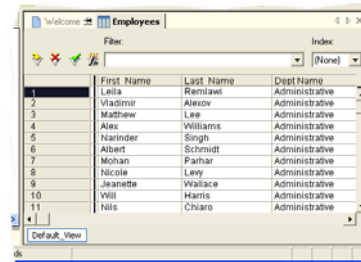 Welcome Employees
Filter: Index:
(None)
First Name Last Name Dept Name
1 Leila Remlawi Administrative
2 Vladimir Alexov Administrative
3 Matthew Lee Administrative
4 Alex Williams Administrative
5 Narinder Singh Administrative
6 Albert Schmidt Administrative
7 Mohan Parhar Administrative
8 Nicole Levy Administrative
9 Jeanette Wallace Administrative
10 Will Harris Administrative
11 Nils Chiaro Administrative
Default_View
ds